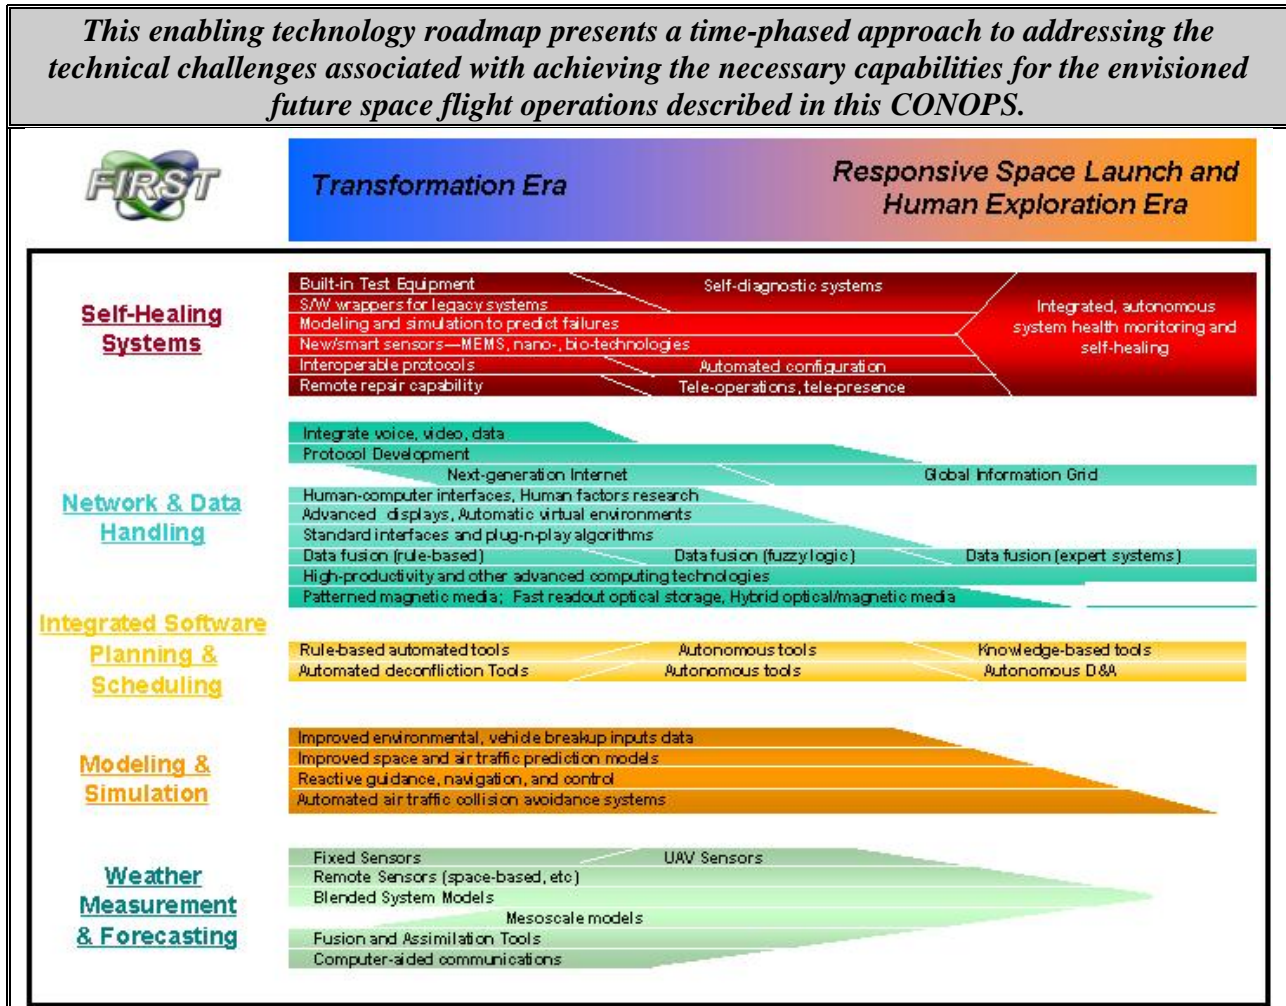 This enabling technology roadmap presents a time-phased approach to addressing the
technical challenges associated with achieving the necessary capabilities for the envisioned
future space flight operations described in this CONOPS.
FIRST
Transformation Era
Responsive Space Launch and
Human Exploration Era
Self-Healing
Systems
Built-in Test Equipment
Self-diagnostic systems
S/W wrappers for legacy systems
Modeling and simulation to predict failures
New/smart sensors—MEMS, nano-, bio-technologies
Interoperable protocols
Automated configuration
Remote repair capability
Tele-operations, tele-presence
Integrated, autonomous
system health monitoring and
self-healing
Network & Data
Handling
Integrate voice, video, data
Protocol Development
Next-generation Internet
Global Information Grid
Human-computer interfaces, Human factors research
Advanced displays, Automatic virtual environments
Standard interfaces and plug-n-play algorithms
Data fusion (rule-based)
Data fusion (fuzzy logic)
Data fusion (expert systems)
High-productivity and other advanced computing technologies
Patterned magnetic media; Fast readout optical storage, Hybrid optical/magnetic media
Integrated Software
Planning &
Scheduling
Rule-based automated tools
Autonomous tools
Knowledge-based tools
Automated deconfliction Tools
Autonomous tools
Autonomous D&A
Modeling &
Simulation
Improved environmental, vehicle breakup inputs data
Improved space and air traffic prediction models
Reactive guidance, navigation, and control
Automated air traffic collision avoidance systems
Weather
Measurement
& Forecasting
Fixed Sensors
UAV Sensors
Remote Sensors (space-based, etc)
Blended System Models
Mesoscale models
Fusion and Assimilation Tools
Computer-aided communications